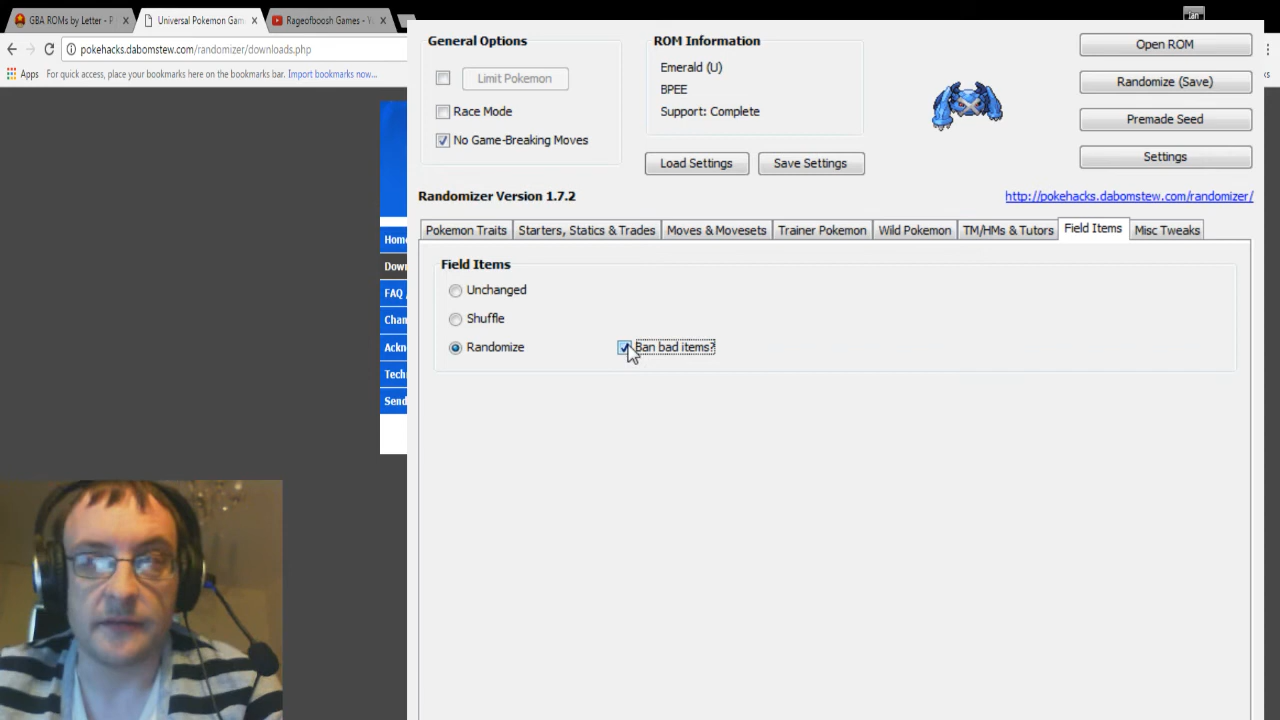 GBA ROMs by Letter - P
Universal Pokemon Gam
Rageofboosh Games - 
Ian
pokehacks.dabomstew.com/randomizer/downloads.php
Apps
For quick access, place your bookmarks here on the bookmarks bar. Import bookmarks now...
General Options
Limit Pokemon
Race Mode
No Game-Breaking Moves
ROM Information
Emerald (U)
BPEE
Support: Complete
Load Settings
Save Settings
Open ROM
Randomize (Save)
Premade Seed
Settings
Randomizer Version 1.7.2
http://pokehacks.dabomstew.com/randomizer/
Pokemon Traits
Starters, Statics & Trades
Moves & Movesets
Trainer Pokemon
Wild Pokemon
TM/HMs & Tutors
Field Items
Misc Tweaks
Home
Down
FAQ
Chan
Ackn
Tech
Send
Field Items
Unchanged
Shuffle
Randomize
Ban bad items?